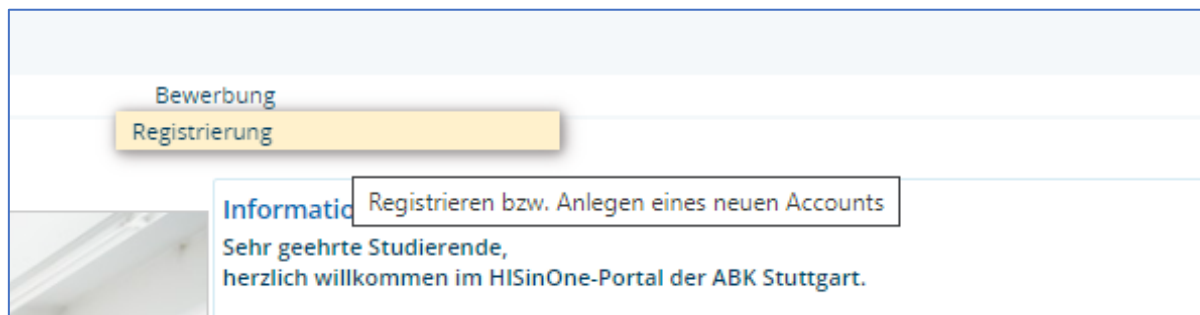 Bewerbung
Registrierung
Registrieren bzw. Anlegen eines neuen Accounts
Sehr geehrte Studierende,
herzlich willkommen im HISinOne-Portal der ABK Stuttgart.